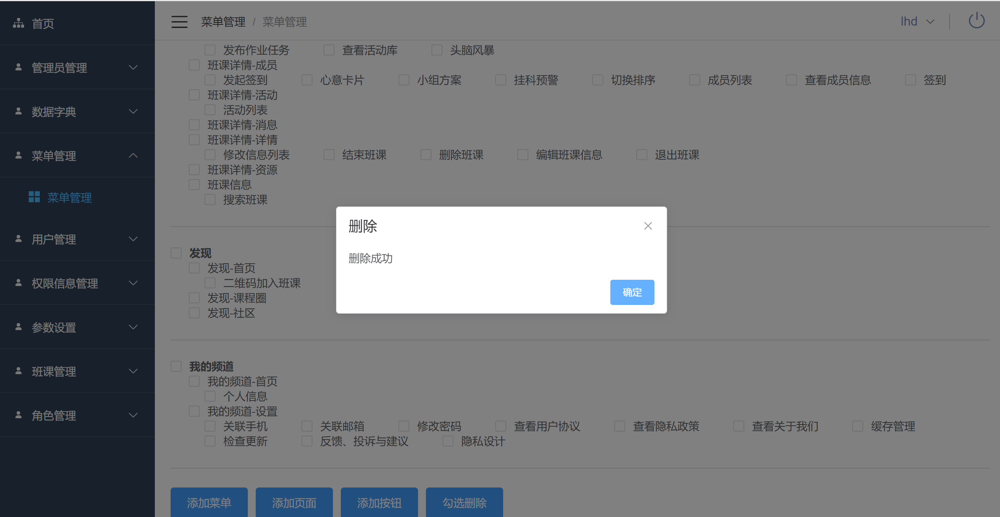 首页
管理员管理
数据字典
菜单管理
菜单管理
用户管理
权限信息管理
参数设置
班课管理
角色管理
菜单管理 / 菜单管理
lhd
发布作业任务 查看活动库 头脑风暴
班课详情-成员
发起签到 心意卡片 小组方案 挂科预警 切换排序 成员列表 查看成员信息 签到
班课详情-活动
活动列表
班课详情-消息
班课详情-详情
修改信息列表 结束班课 删除班课 编辑班课信息 退出班课
班课详情-资源
班课信息
搜索班课
删除
删除成功
确定
发现
发现-首页
二维码加入班课
发现-课程圈
发现-社区
我的频道
我的频道-首页
个人信息
我的频道-设置
关联手机 关联邮箱 修改密码 查看用户协议 查看隐私政策 查看关于我们 缓存管理
检查更新 反馈、投诉与建议 隐私设计
添加菜单 添加页面 添加按钮 勾选删除